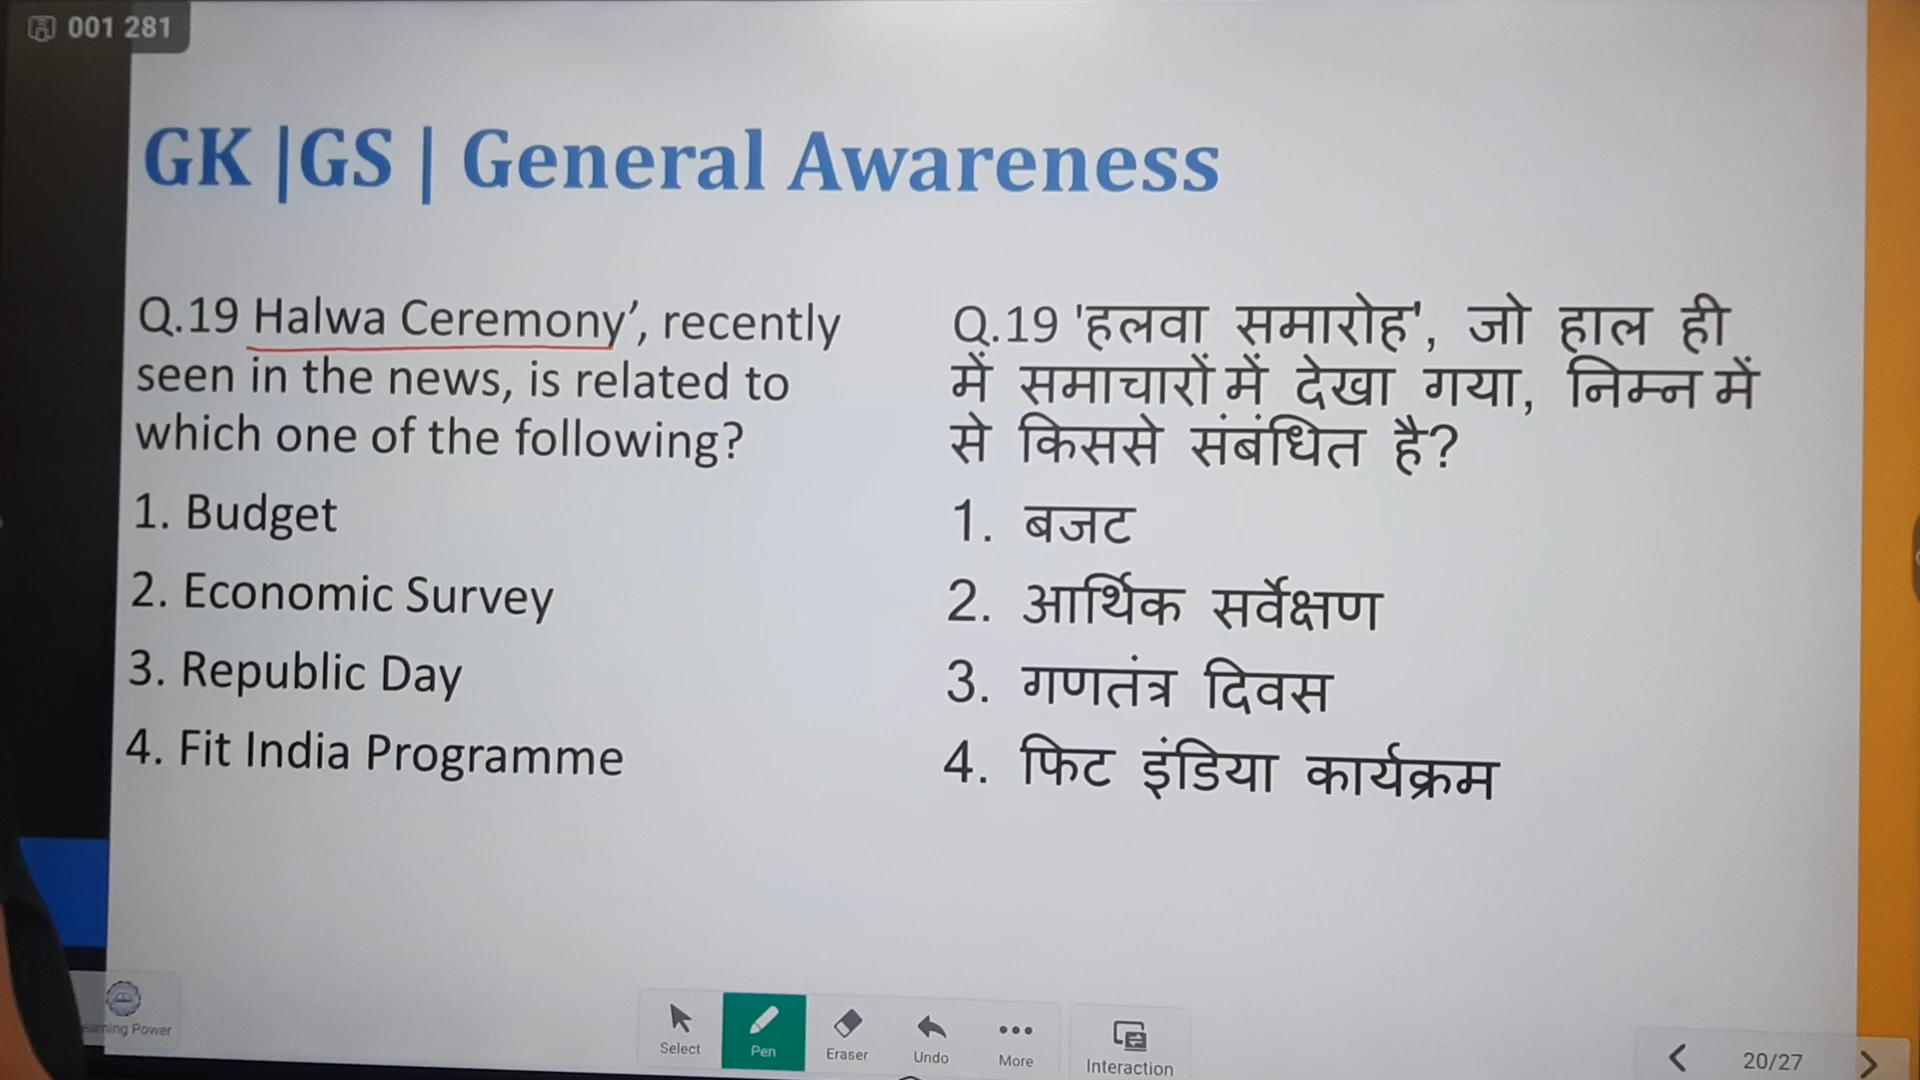 001 281
GK |GS | General Awareness
Q.19 Halwa Ceremony’, recently
seen in the news, is related to
which one of the following?
1. Budget
2. Economic Survey
3. Republic Day
4. Fit India Programme
Q.19 'हलवा समारोह', जो हाल ही
में समाचारों में देखा गया, निम्न में
से किससे संबंधित है?
1. बजट
2. आर्थिक सर्वेक्षण
3. गणतंत्र दिवस
4. फिट इंडिया कार्यक्रम
Power
Select
Pen
Eraser
Undo
More
Interaction
20/27